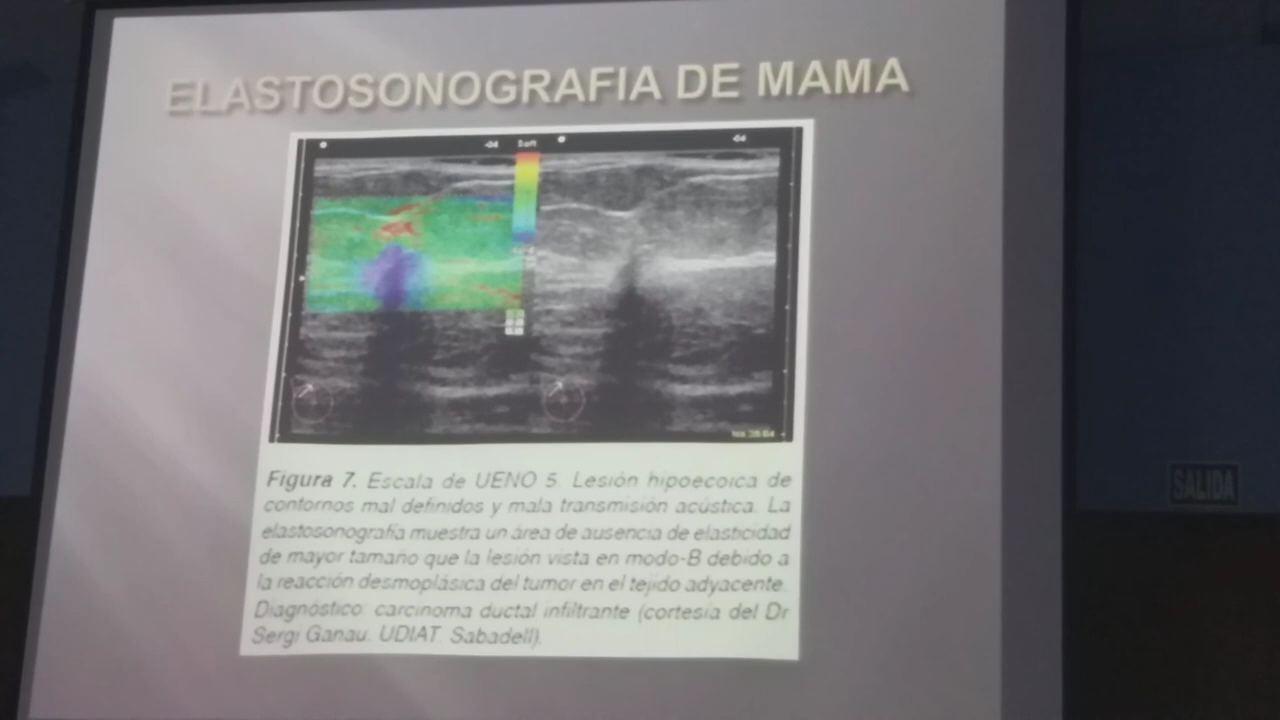 ELASTOSONOGRAFIA DE MAMA
-04
Soft
-04
Figura 7. Escala de UENO 5. Lesión hipoecoica de
contornos mal definidos y mala transmisión acústica. La
elastosonografía muestra un área de ausencia de elasticidad
de mayor tamaño que la lesión vista en modo-B debido a
la reacción desmoplásica del tumor en el tejido adyacente.
Diagnóstico: carcinoma ductal infiltrante (cortesía del Dr
Sergi Ganau. UDIAT. Sabadell).
SALIDA